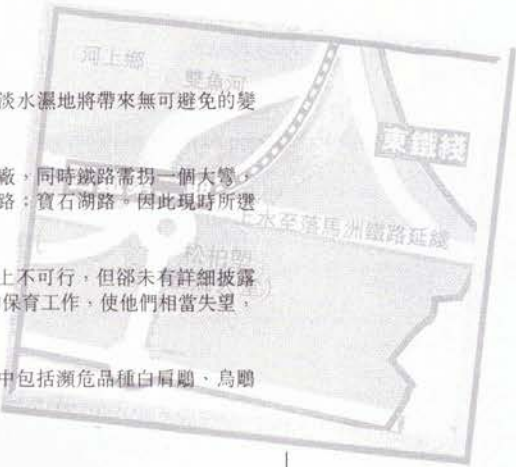 河上鄉
雙魚河
淡水濕地將帶來無可避免的變
東鐵綫
廠，同時鐵路需拐一個大彎，
路：寶石湖路。因此現時所選
上水至落馬洲鐵路延綫
松柏塱
上不可行，但郤未有詳細披露
保育工作，使他們相當失望，
中包括瀕危品種白肩鵰、烏鵰